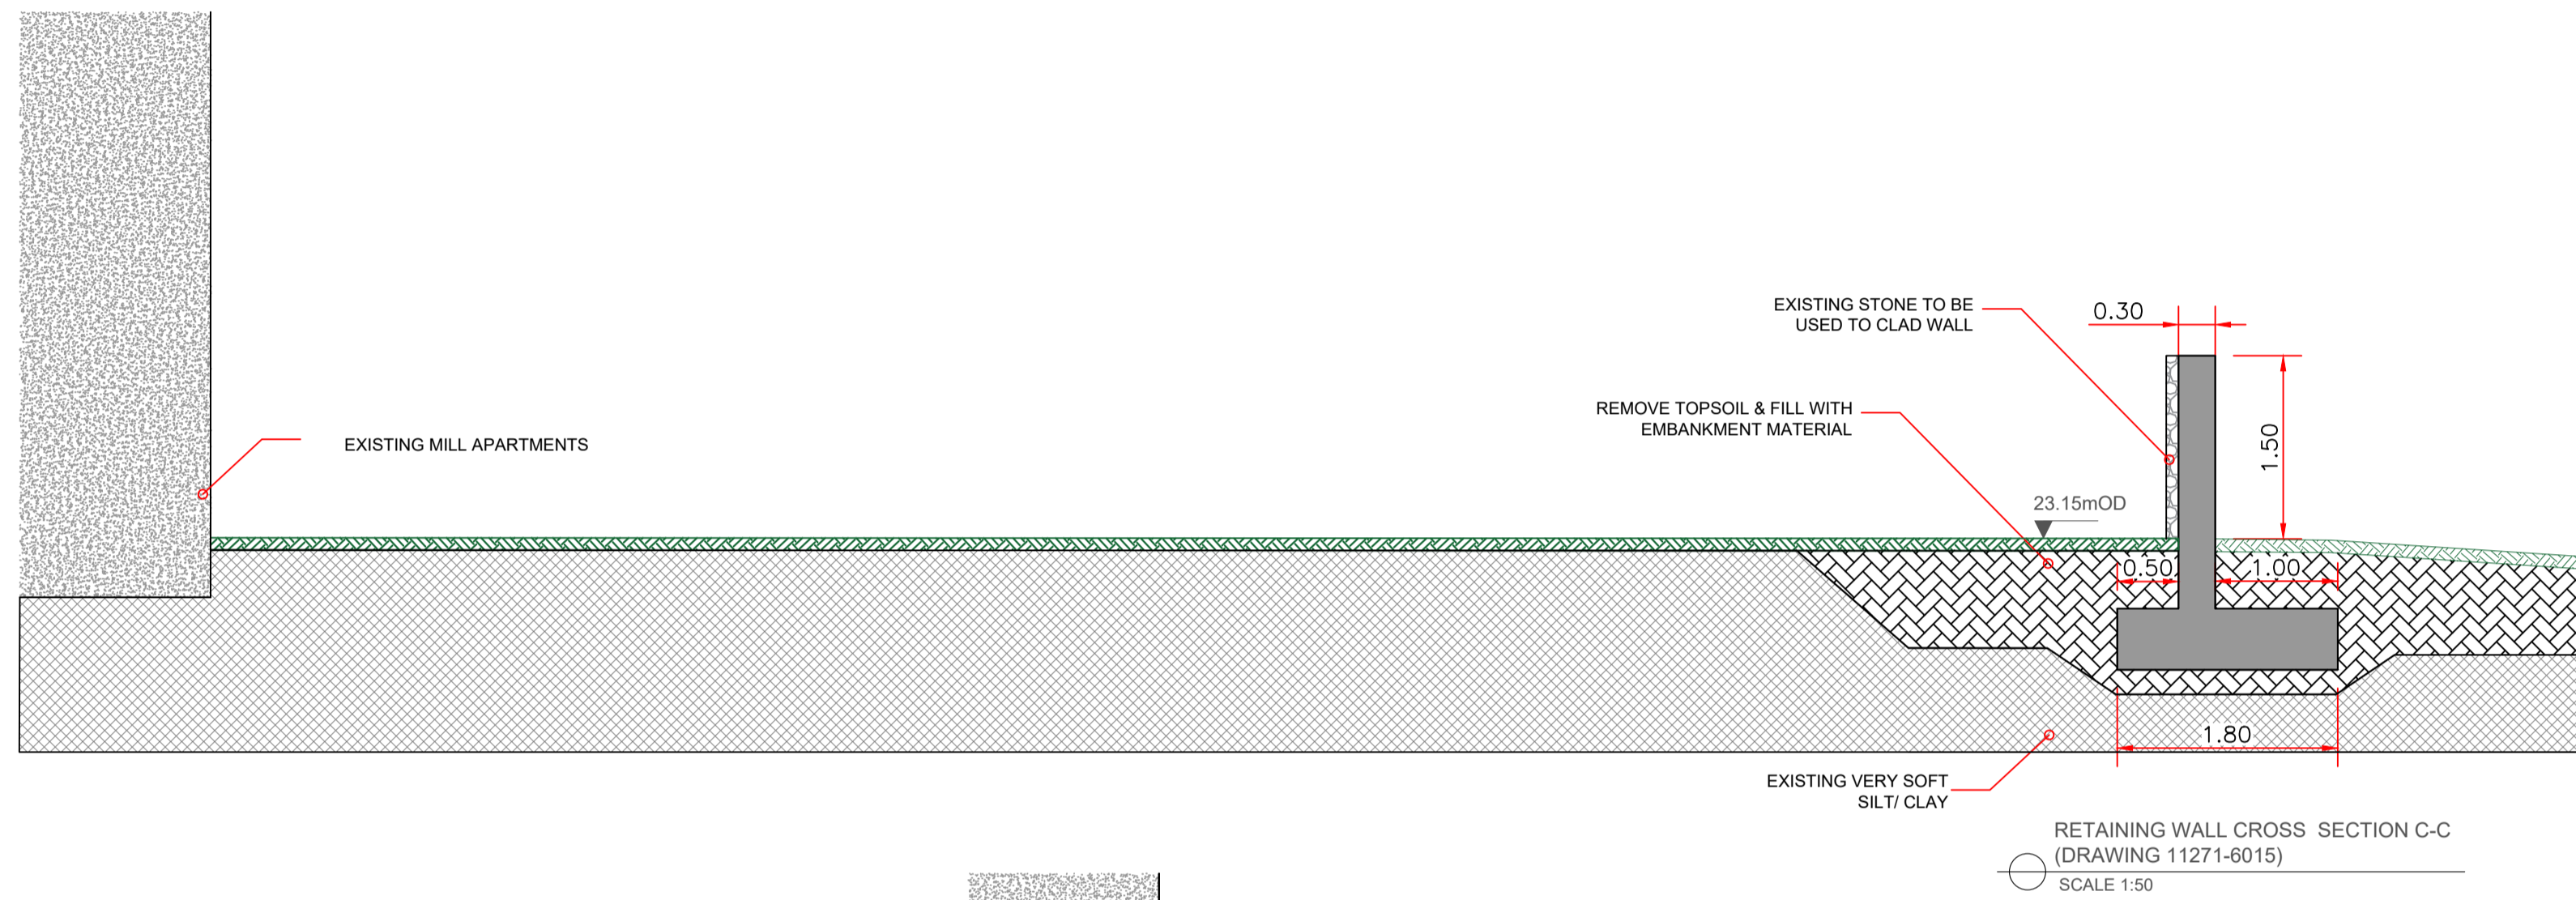 EXISTING STONE TO BE
USED TO CLAD WALL
0.30
REMOVE TOPSOIL & FILL WITH
EMBANKMENT MATERIAL
EXISTING MILL APARTMENTS
1.50
23.15mOD
0.50
1.00
1.80
EXISTING VERY SOFT
SILT/ CLAY
RETAINING WALL CROSS SECTION C-C
(DRAWING 11271-6015)
SCALE 1:50